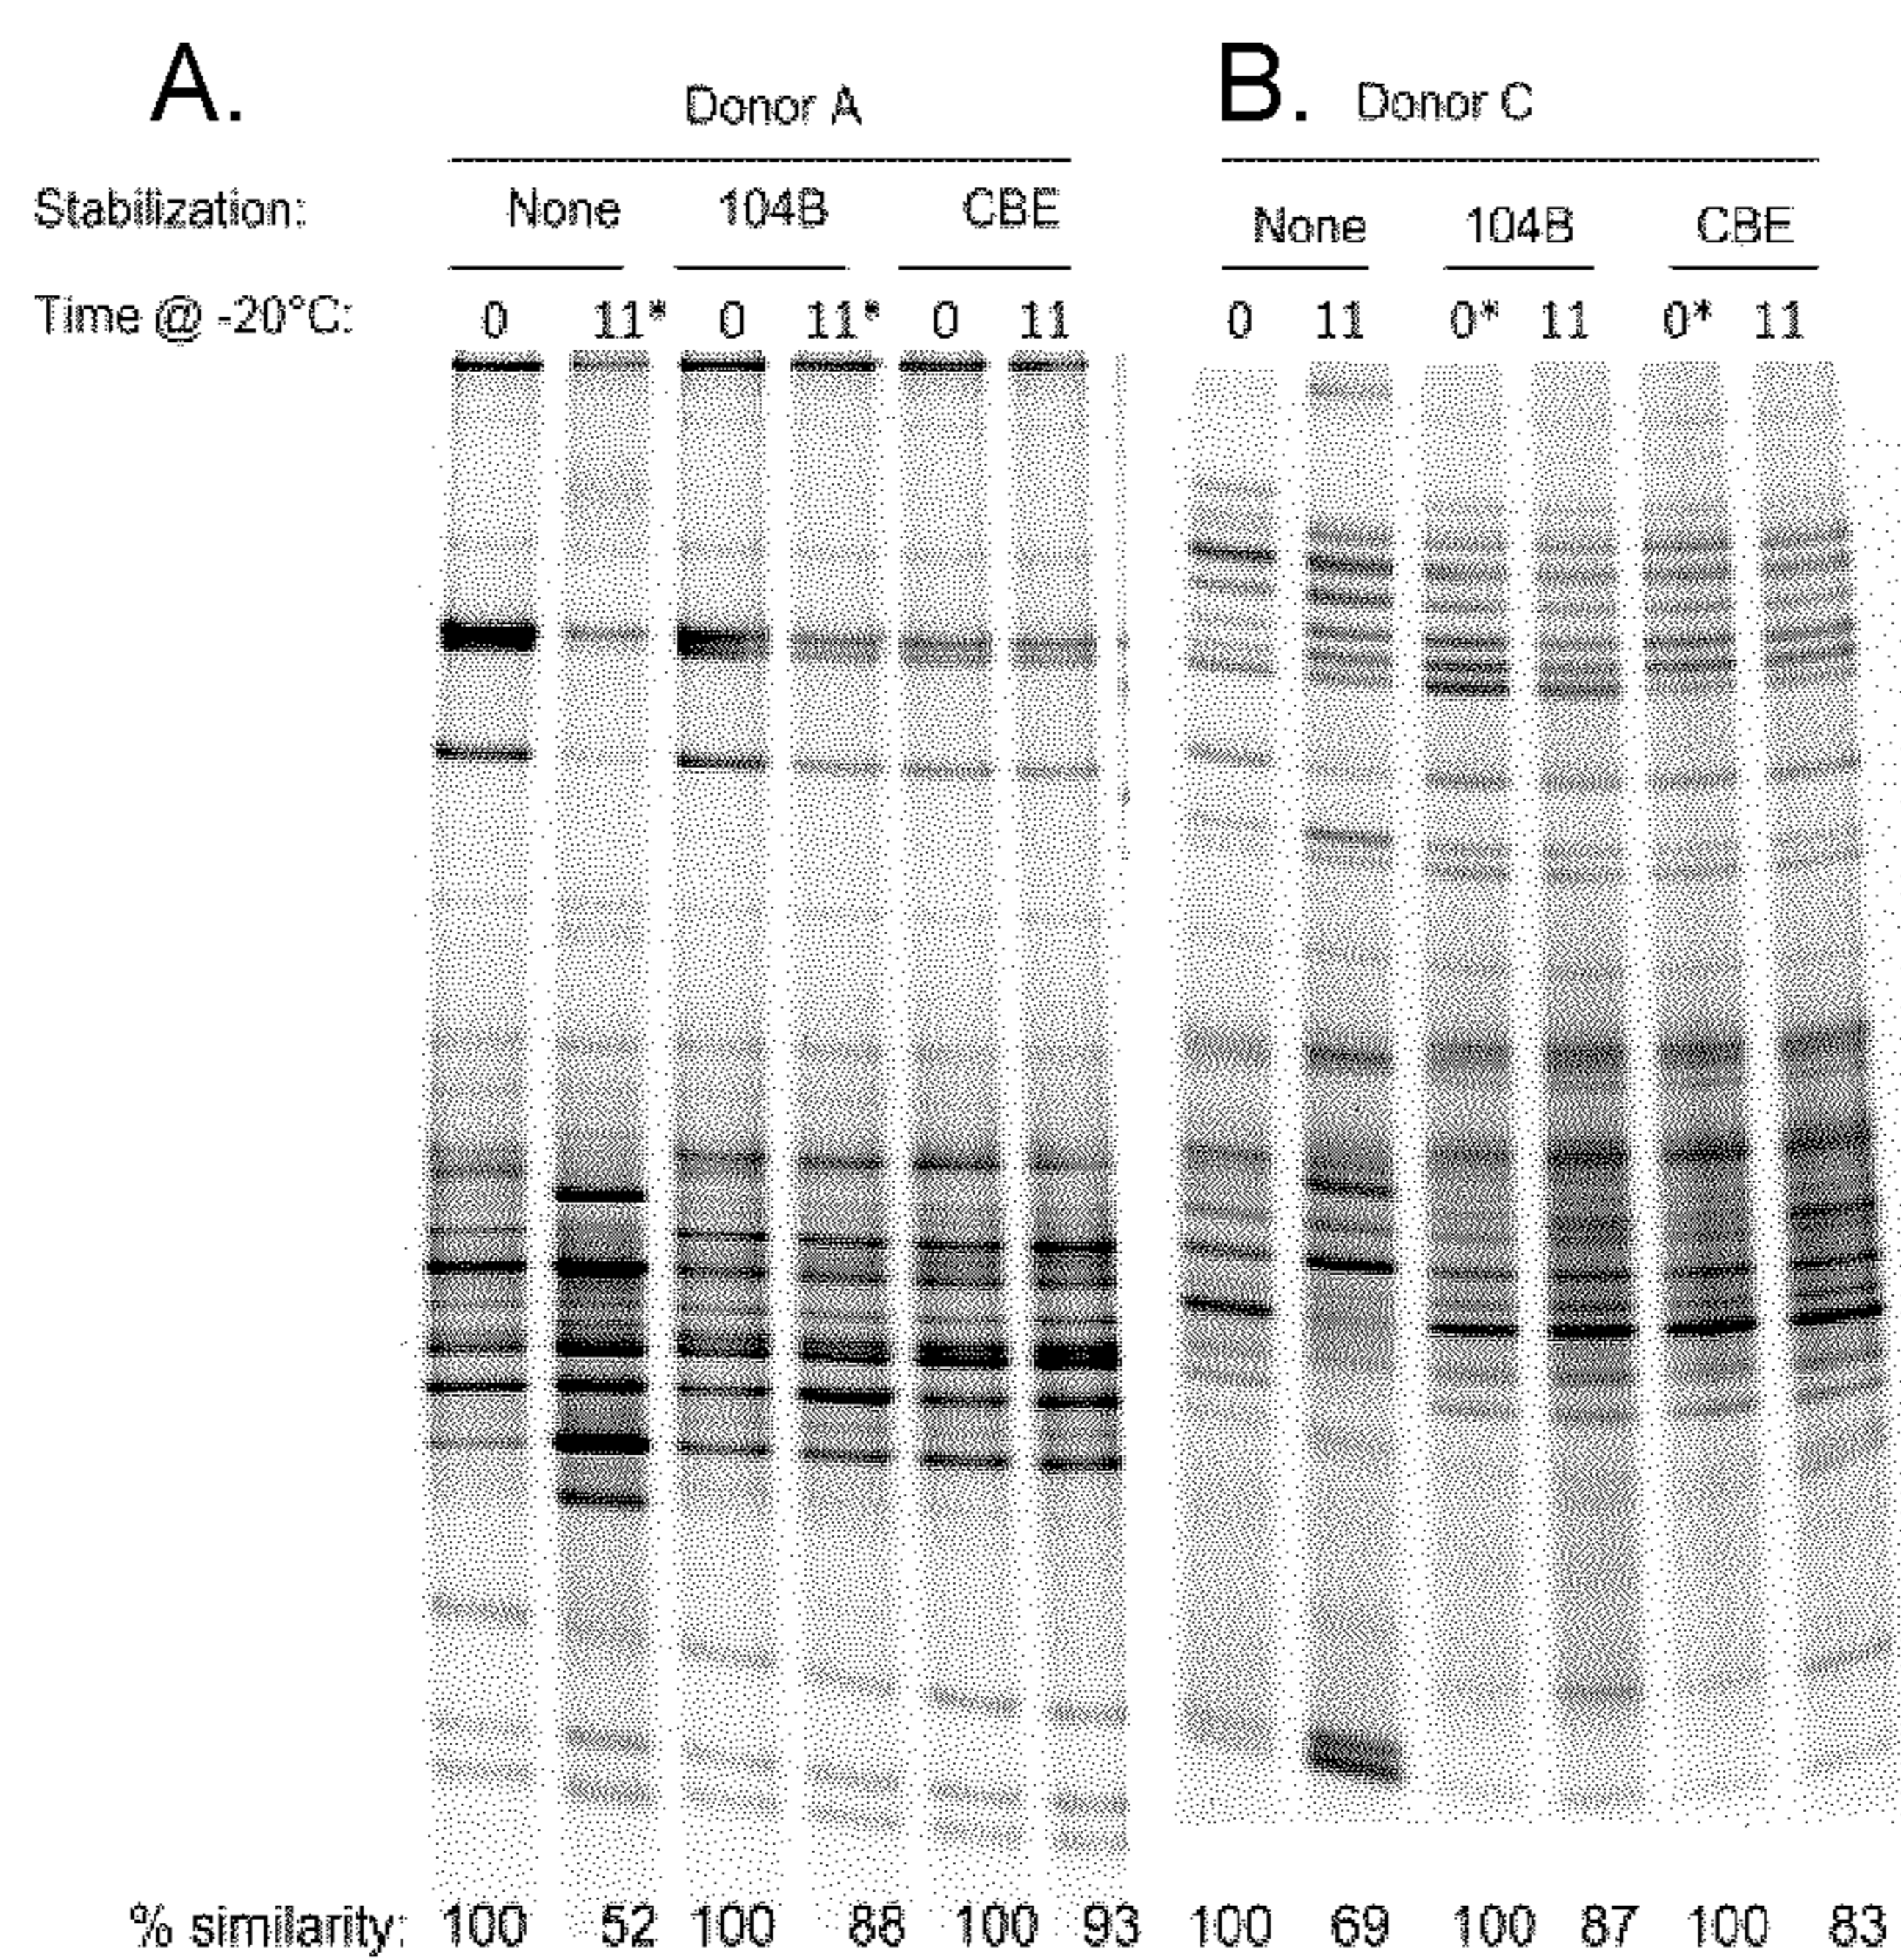 A.
Donor A
B.
Donor C
Stabilization:
None 104B CBE
None 104B CBE
Time @ -20°C:
0 11* 0 11* 0 11
0 11 0* 11 0* 11
% similarity: 100 52 100 88 100 93 100 69 100 87 100 83